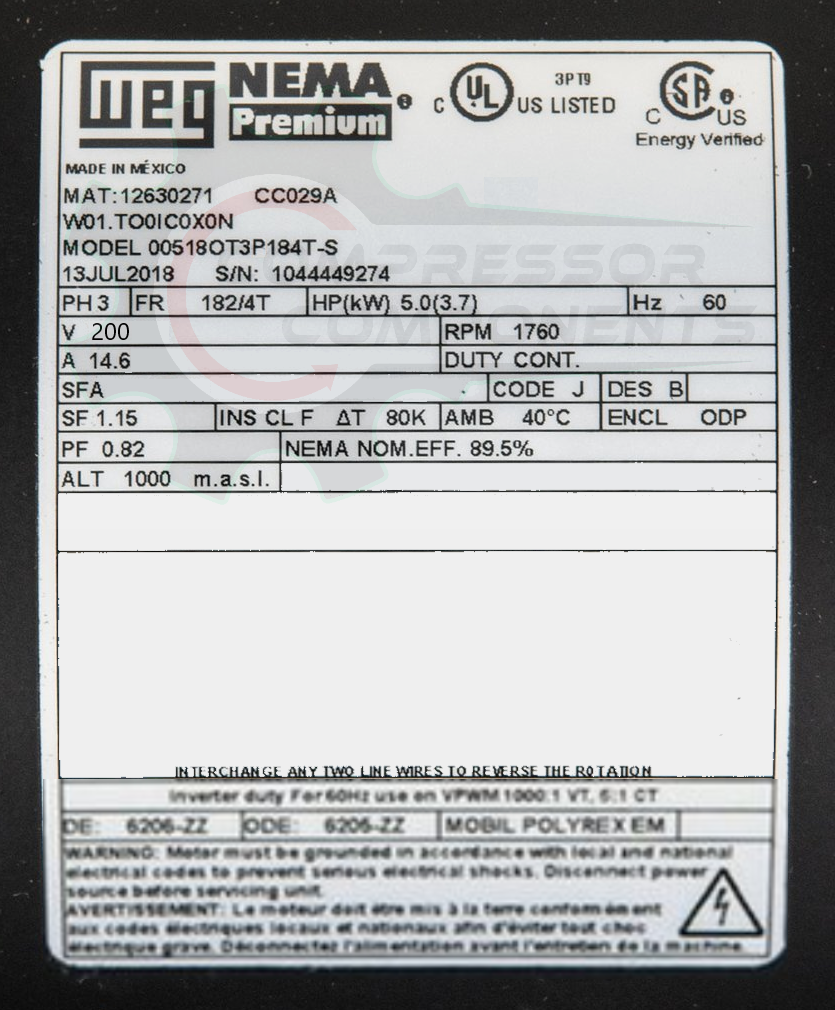 WEG NEMA Premium
C UL US LISTED 3PT9
C SA US
Energy Verified
MADE IN MÉXICO
MAT:12630271 CC029A
W01.TO0IC0X0N
MODEL 00518OT3P184T-S
13JUL2018 S/N: 1044449274
COMPRESSOR
COMPONENTS
PH 3 FR 182/4T HP(kW) 5.0(3.7) Hz 60
V 200 RPM 1760
A 14.6 DUTY CONT.
SFA CODE J DES B
SF 1.15 INS CL F ΔT 80K AMB 40°C ENCL ODP
PF 0.82 NEMA NOM.EFF. 89.5%
ALT 1000 m.a.s.l.
INTERCHANGE ANY TWO LINE WIRES TO REVERSE THE ROTATION
Inverter duty For 60Hz use on VPWM 1000:1 VT, 6:1 CT
DE: 6206-ZZ ODE: 6205-ZZ MOBIL POLYREX EM
WARNING: Motor must be grounded in accordance with local and national
electrical codes to prevent serious electrical shocks. Disconnect power
source before servicing unit.
AVERTISSEMENT: Le moteur doit être mis à la terre conformément
aux codes électriques locaux et nationaux afin d'éviter tout choc
électrique grave. Déconnectez l'alimentation avant l'entretien de la machine.